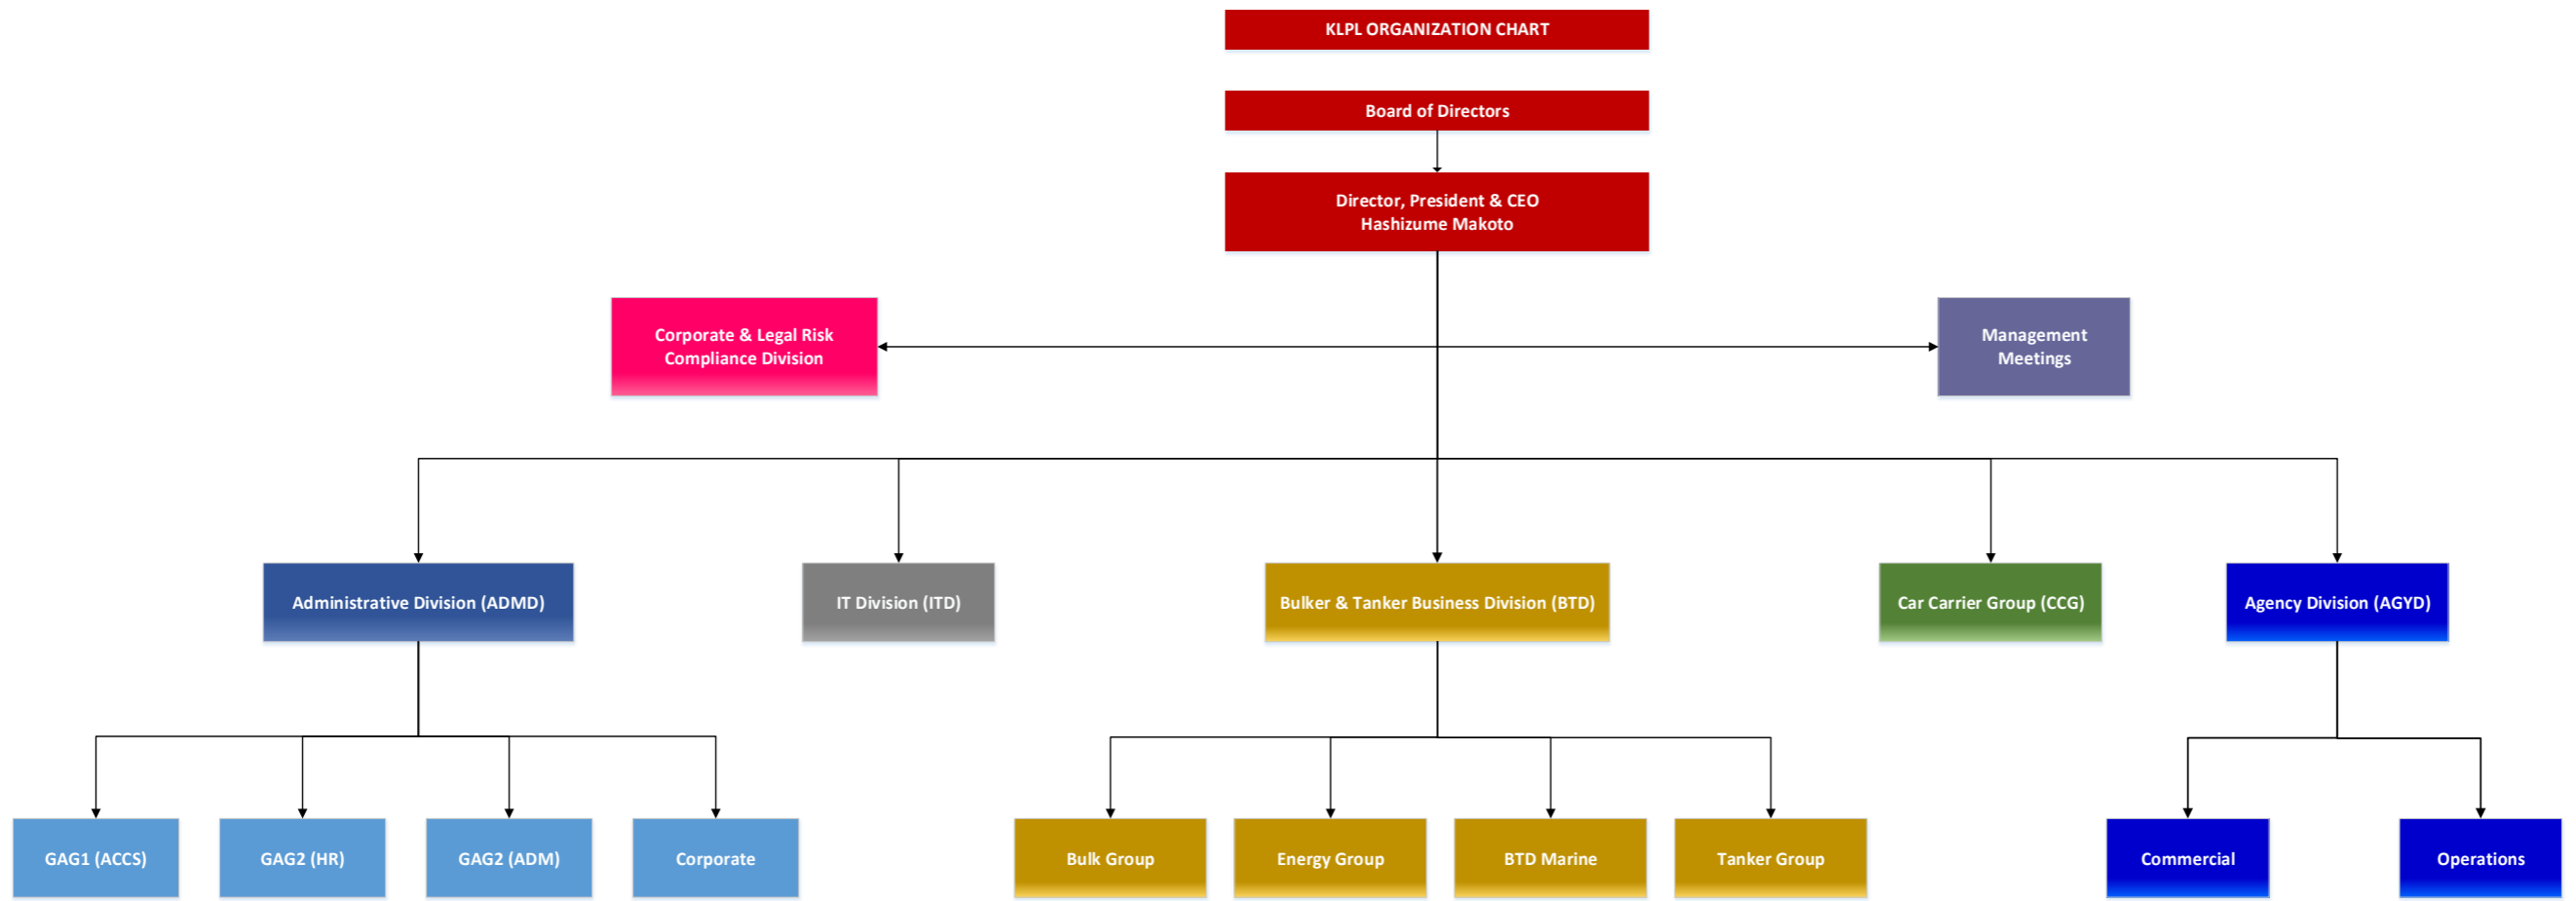 KLPL ORGANIZATION CHART
Board of Directors
Director, President & CEO
Hashizume Makoto
Corporate & Legal Risk
Compliance Division
Management
Meetings
Administrative Division (ADMD)
IT Division (ITD)
Bulker & Tanker Business Division (BTD)
Car Carrier Group (CCG)
Agency Division (AGYD)
GAG1 (ACCS)
GAG2 (HR)
GAG2 (ADM)
Corporate
Bulk Group
Energy Group
BTD Marine
Tanker Group
Commercial
Operations